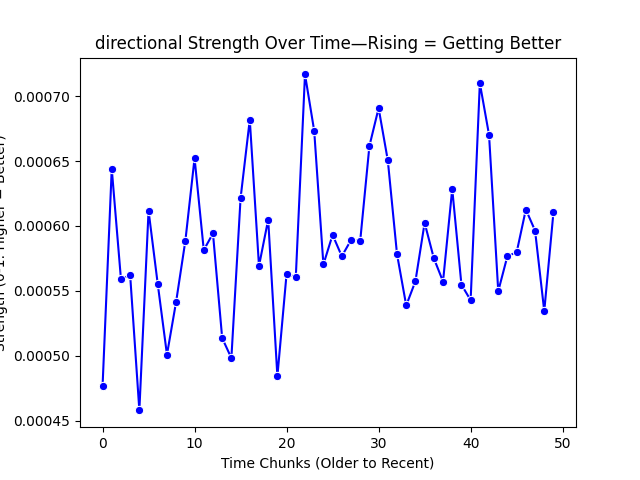 directional Strength Over Time—Rising = Getting Better
0.00070
0.00065
0.00060
0.00055
0.00050
0.00045
Strength (0-1: Higher = Better)
0 10 20 30 40 50
Time Chunks (Older to Recent)